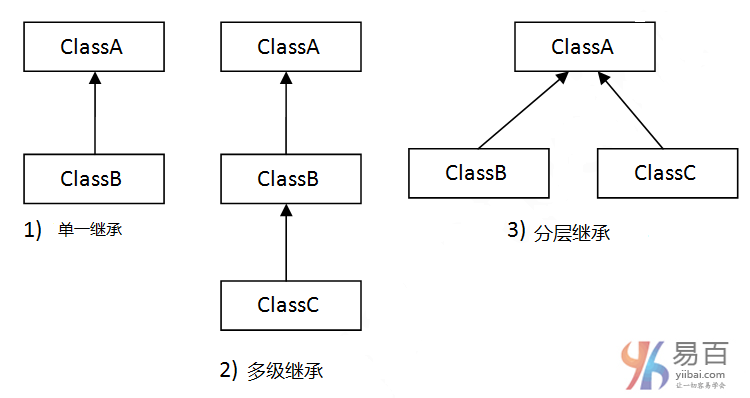 ClassA
ClassB
1) 单一继承
ClassA
ClassB
ClassC
2) 多级继承
ClassA
ClassB
ClassC
3) 分层继承
易百
yiibai.com
让一切容易学会